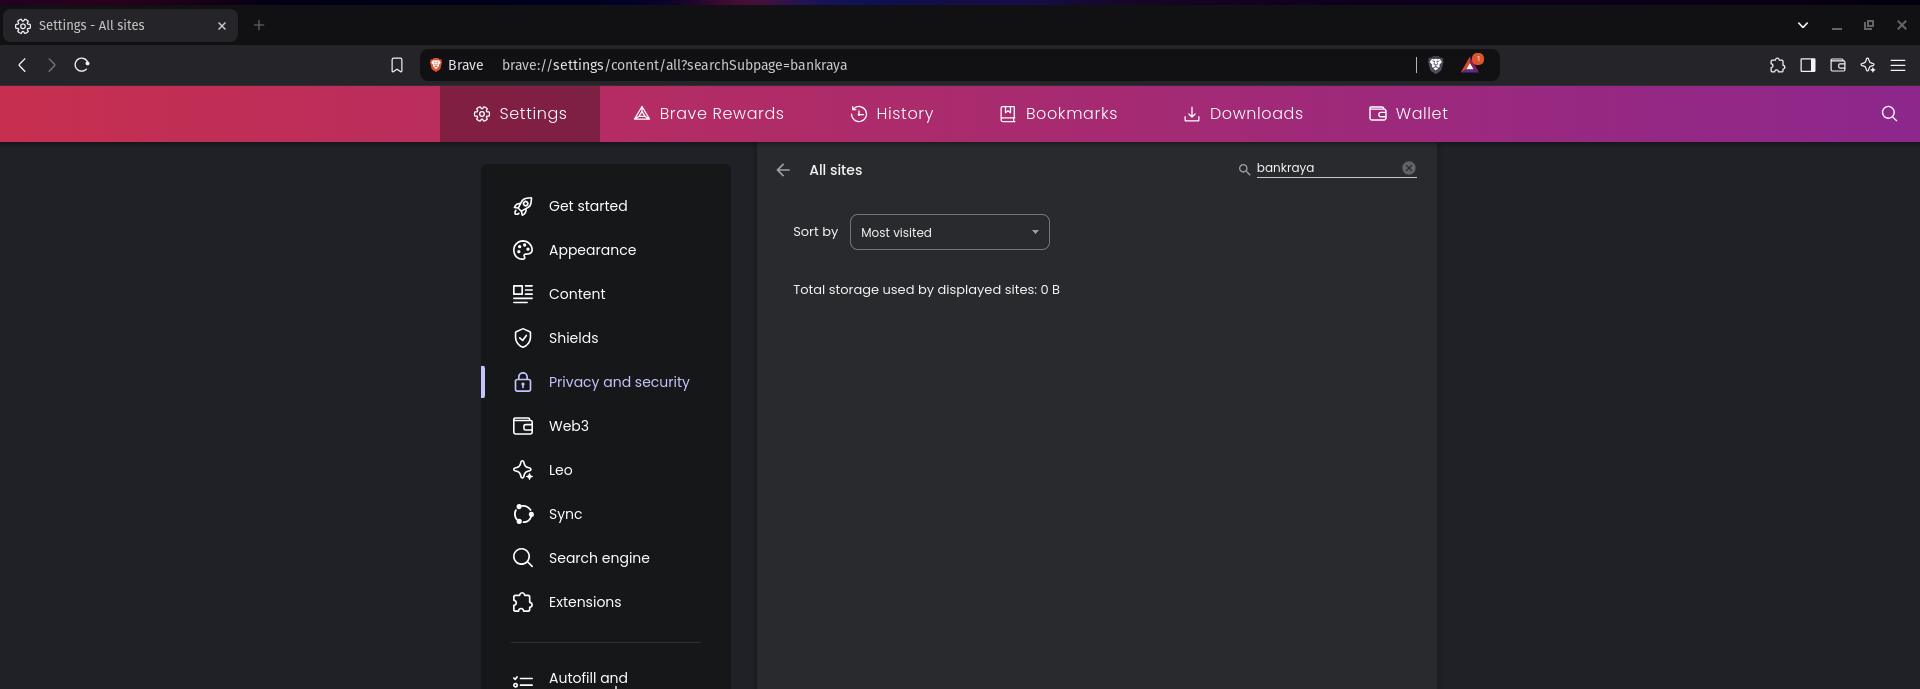 Settings - All sites
Brave brave://settings/content/all?searchSubpage=bankraya
1
Settings Brave Rewards History Bookmarks Downloads Wallet
All sites bankraya
Get started
Sort by Most visited
Appearance
Total storage used by displayed sites: 0 B
Content
Shields
Privacy and security
Web3
Leo
Sync
Search engine
Extensions
Autofill and